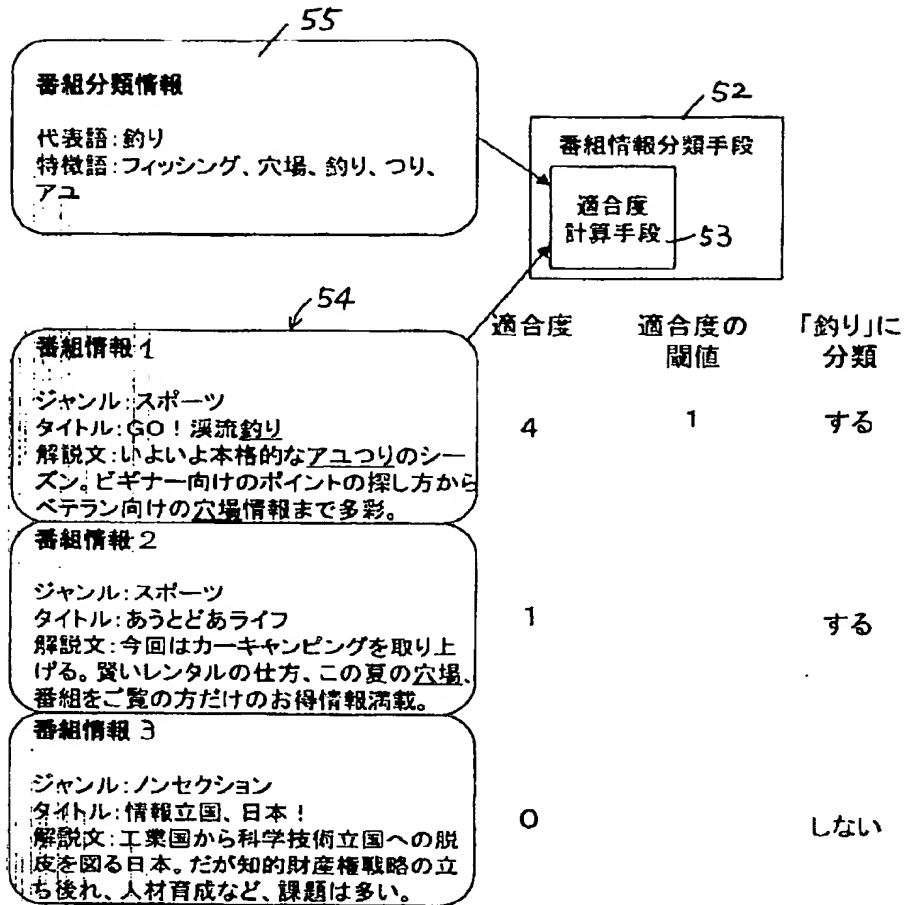 55
番組分類情報
代表語:釣り
特徴語:フィッシング、穴場、釣り、つり、
アユ
52
番組情報分類手段
適合度
計算手段
53
54
適合度
適合度の
閾値
「釣り」に
分類
番組情報1
ジャンル:スポーツ
タイトル:GO!渓流釣り
解説文:いよいよ本格的なアユつりのシー
ズン。ビギナー向けのポイントの探し方から
ベテラン向けの穴場情報まで多彩。
4
1
する
番組情報2
ジャンル:スポーツ
タイトル:あうとどあライフ
解説文:今回はカーキャンピングを取り上
げる。賢いレンタルの仕方、この夏の穴場、
番組をご覧の方だけのお得情報満載。
1
する
番組情報3
ジャンル:ノンセクション
タイトル:情報立国、日本!
解説文:工業国から科学技術立国への脱
皮を図る日本。だが知的財産権戦略の立
ち後れ、人材育成など、課題は多い。
0
しない